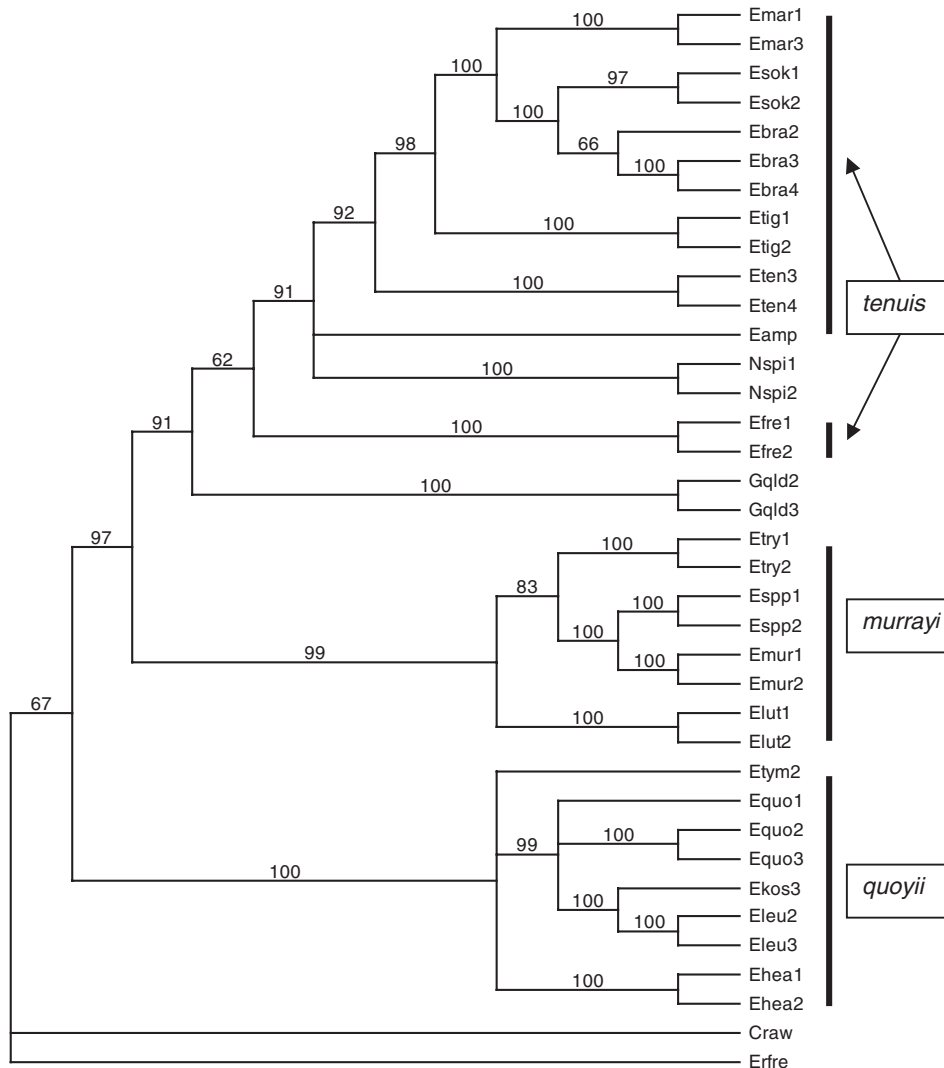 Emar1
100
Emar3
100
Esok1
97
Esok2
100
Ebra2
66
98
Ebra3
100
Ebra4
92
Etig1
100
Etig2
Eten3
100
91
Eten4
tenuis
Eamp
62
Nspi1
100
Nspi2
91
Efre1
100
Efre2
Gqld2
100
Gqld3
97
Etry1
100
Etry2
83
Espp1
100
Espp2
murrayi
100
99
Emur1
100
Emur2
67
Elut1
100
Elut2
Etym2
Equo1
Equo2
100
99
Equo3
100
quoyii
Ekos3
100
Eleu2
100
Eleu3
Ehea1
100
Ehea2
Craw
Erfre